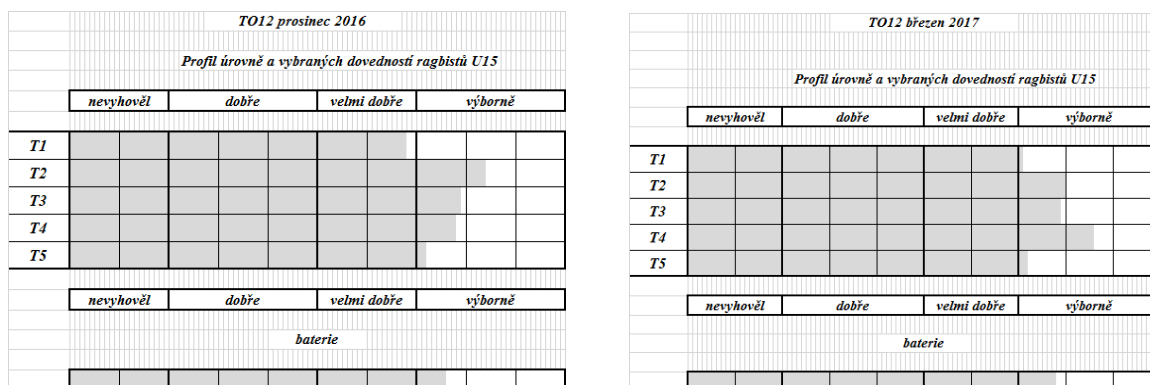 TO12 prosinec 2016
Profil úrovně a vybraných dovedností ragbistů U15
nevyhověl dobře velmi dobře výborně
T1
T2
T3
T4
T5
nevyhověl dobře velmi dobře výborně
baterie
TO12 březen 2017
Profil úrovně a vybraných dovedností ragbistů U15
nevyhověl dobře velmi dobře výborně
T1
T2
T3
T4
T5
nevyhověl dobře velmi dobře výborně
baterie